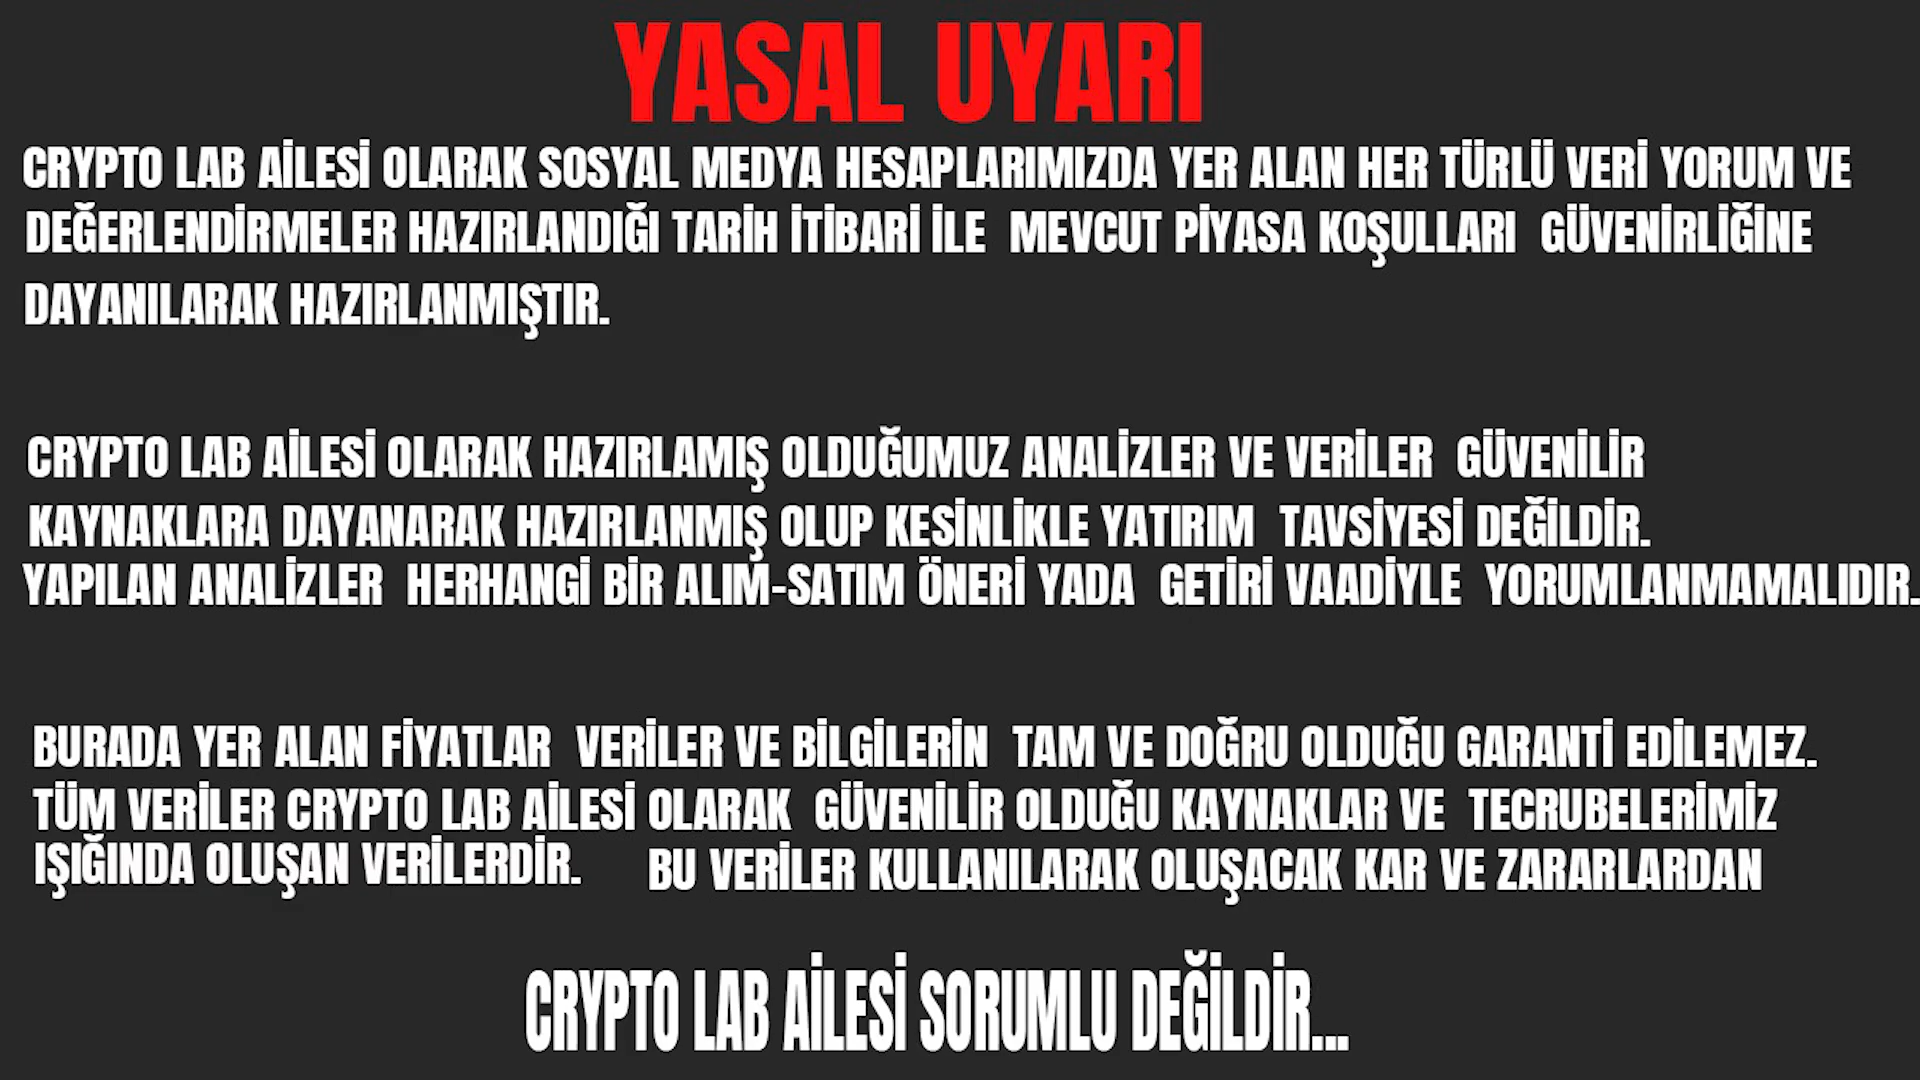 YASAL UYARI
CRYPTO LAB AİLESİ OLARAK SOSYAL MEDYA HESAPLARIMIZDA YER ALAN HER TÜRLÜ VERİ YORUM VE
DEĞERLENDİRMELER HAZIRLANDIĞI TARİH İTİBARİ İLE MEVCUT PİYASA KOŞULLARI GÜVENİRLİĞİNE
DAYANILARAK HAZIRLANMIŞTIR.
CRYPTO LAB AİLESİ OLARAK HAZIRLAMIŞ OLDUĞUMUZ ANALİZLER VE VERİLER GÜVENİLİR
KAYNAKLARA DAYANARAK HAZIRLANMIŞ OLUP KESİNLİKLE YATIRIM TAVSİYESİ DEĞİLDİR.
YAPILAN ANALİZLER HERHANGİ BİR ALIM-SATIM ÖNERİ YADA GETİRİ VAADİYLE YORUMLANMAMALIDIR.
BURADA YER ALAN FİYATLAR VERİLER VE BİLGİLERİN TAM VE DOĞRU OLDUĞU GARANTİ EDİLEMEZ.
TÜM VERİLER CRYPTO LAB AİLESİ OLARAK GÜVENİLİR OLDUĞU KAYNAKLAR VE TECRUBELERİMİZ
IŞIĞINDA OLUŞAN VERİLERDİR. BU VERİLER KULLANILARAK OLUŞACAK KAR VE ZARARLARDAN
CRYPTO LAB AİLESİ SORUMLU DEĞİLDİR...